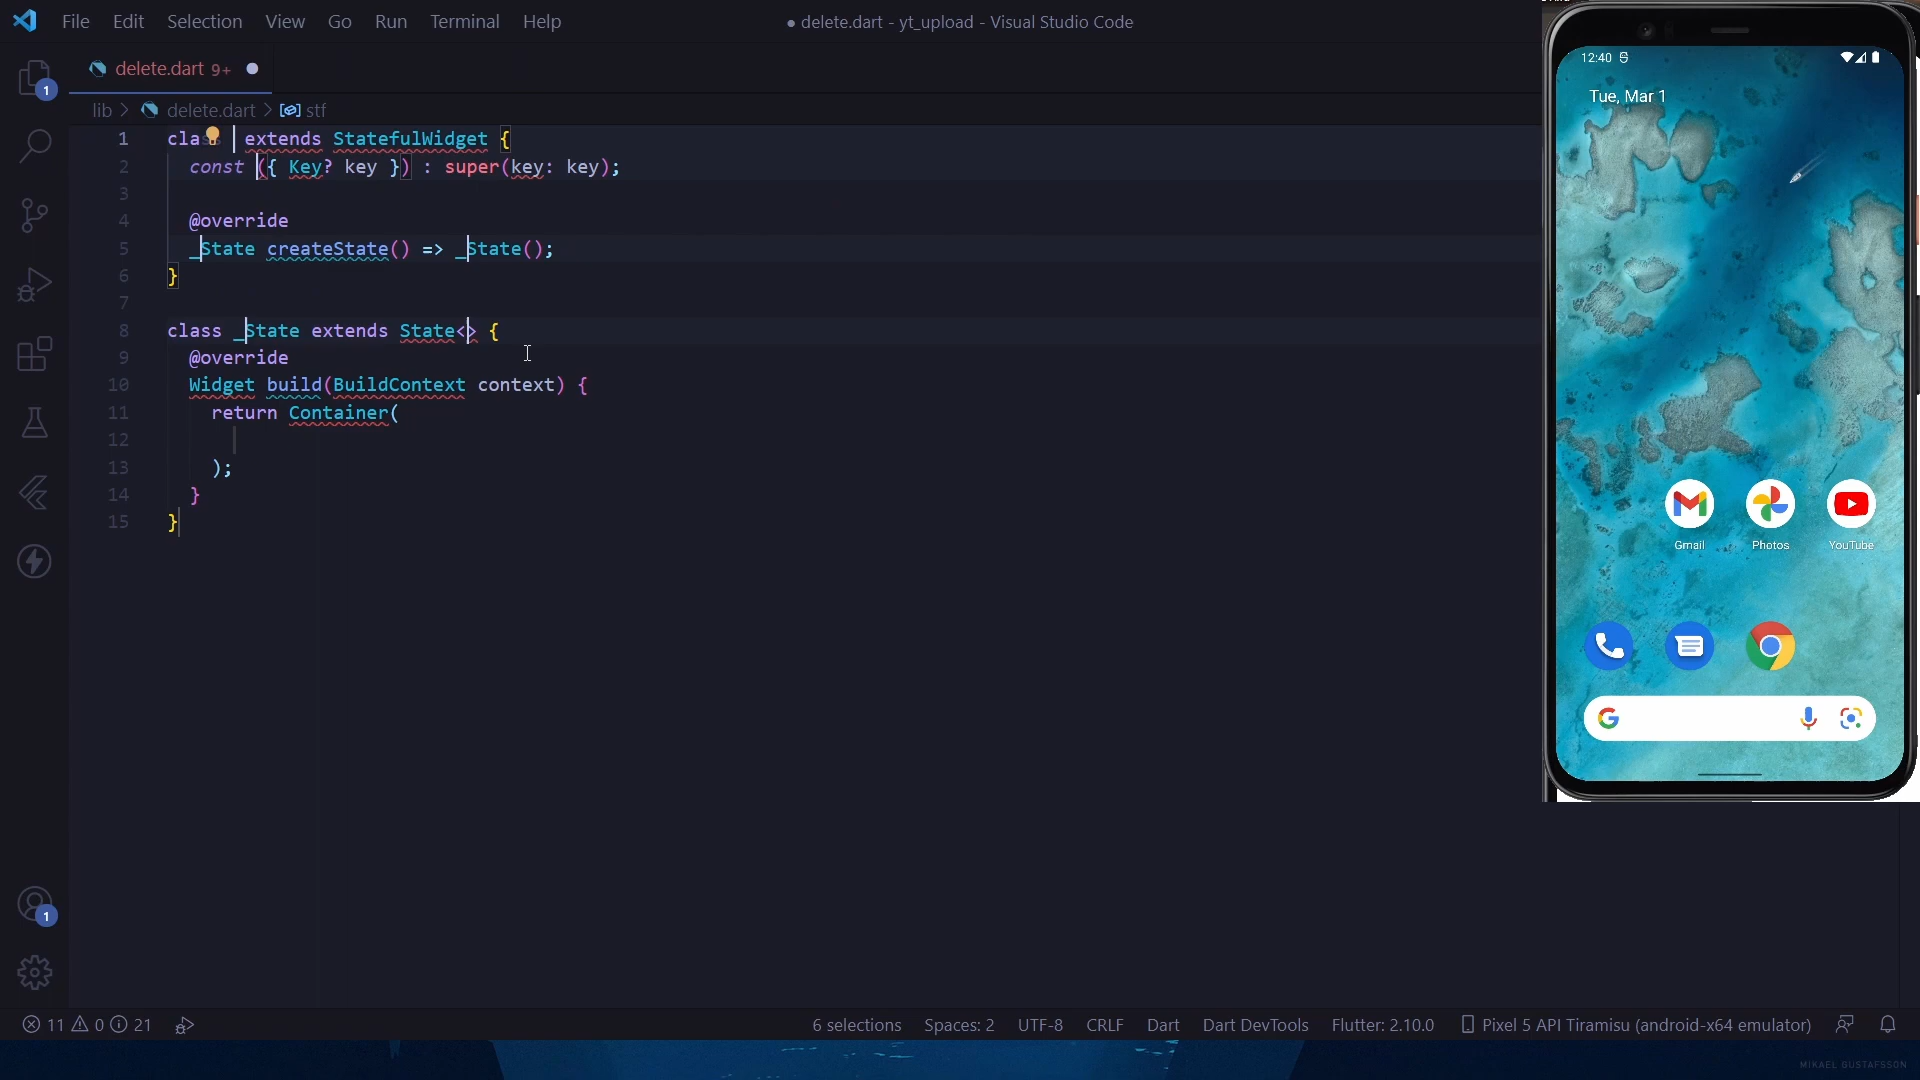 File Edit Selection View Go Run Terminal Help
● delete.dart - yt_upload - Visual Studio Code
delete.dart 9+ ●
lib > delete.dart > stf
1 class extends StatefulWidget {
2 const ({ Key? key }) : super(key: key);
3
4 @override
5 _State createState() => _State();
6 }
7
8 class _State extends State<> {
9 @override
10 Widget build(BuildContext context) {
11 return Container(
12
13 );
14 }
15 }
1
1
12:40
Tue, Mar 1
Gmail Photos YouTube
11 0 21
6 selections Spaces: 2 UTF-8 CRLF Dart Dart DevTools Flutter: 2.10.0 Pixel 5 API Tiramisu (android-x64 emulator)
MIKAEL GUSTAFSSON